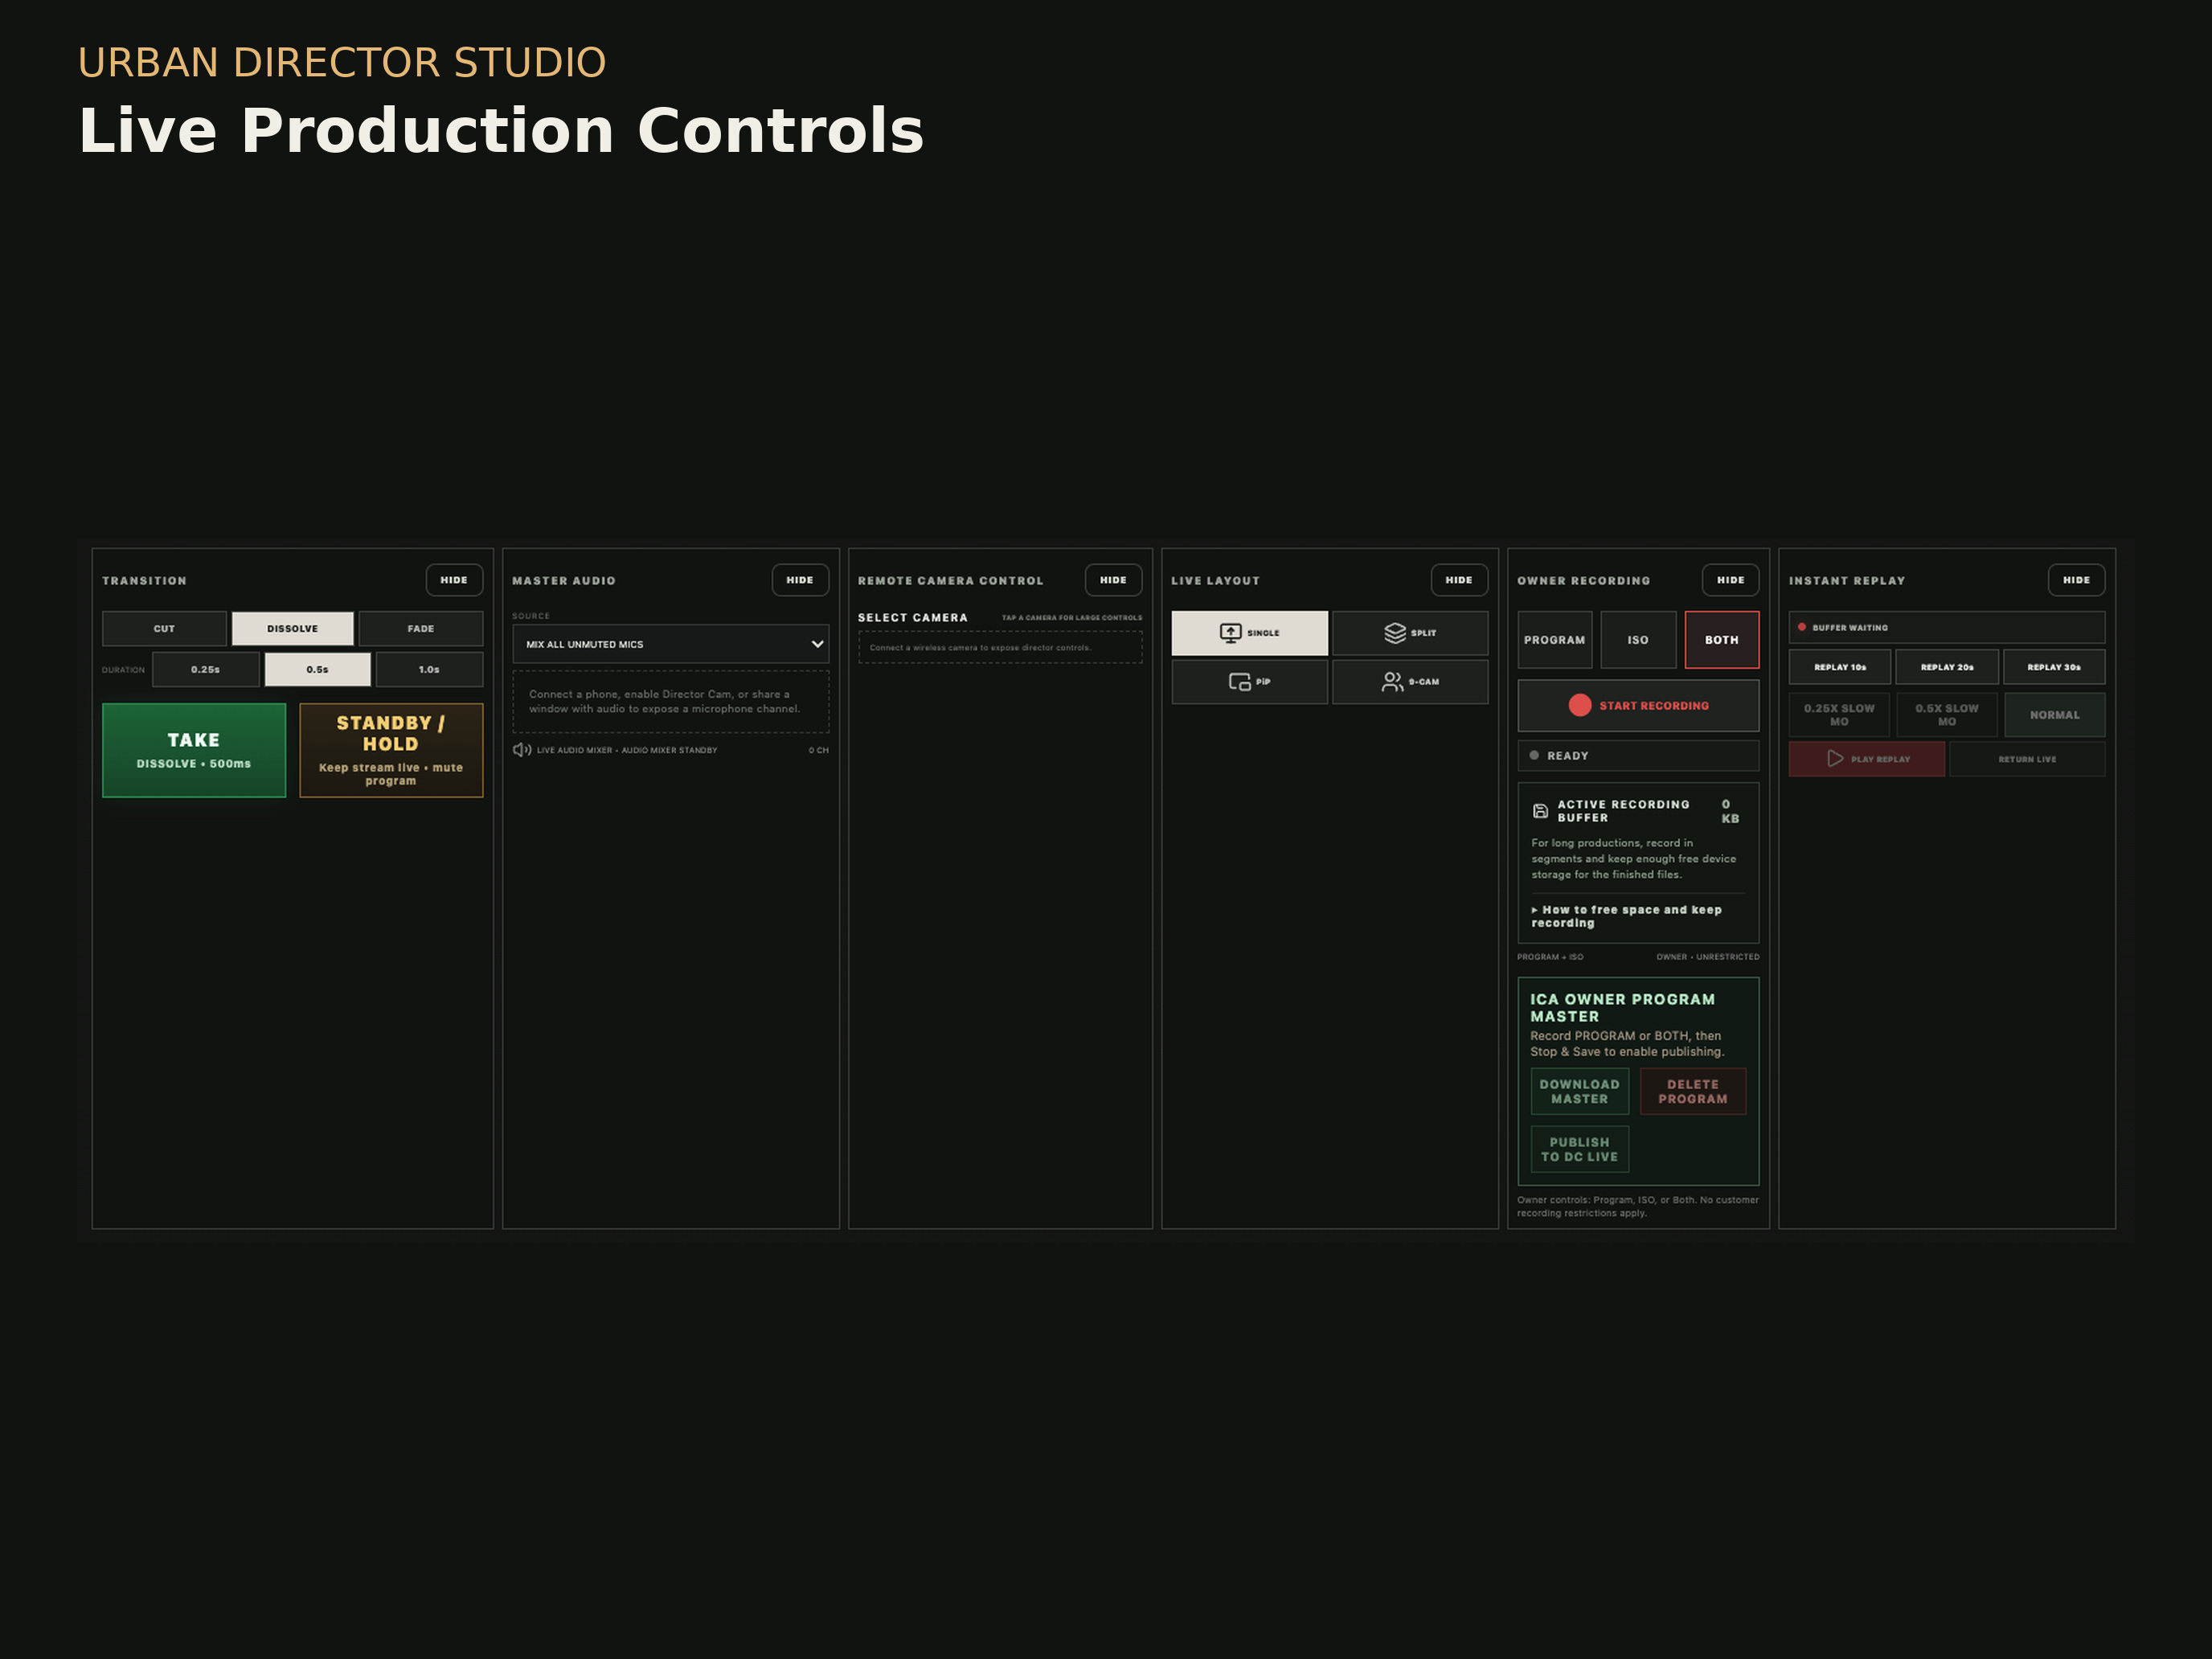 URBAN DIRECTOR STUDIO
Live Production Controls
TRANSITION
HIDE
CUT
DISSOLVE
FADE
DURATION
0.25s
0.5s
1.0s
TAKE
DISSOLVE • 500ms
STANDBY /
HOLD
Keep stream live • mute
program
MASTER AUDIO
HIDE
SOURCE
MIX ALL UNMUTED MICS
Connect a phone, enable Director Cam, or share a
window with audio to expose a microphone channel.
LIVE AUDIO MIXER • AUDIO MIXER STANDBY
0 CH
REMOTE CAMERA CONTROL
HIDE
SELECT CAMERA
TAP A CAMERA FOR LARGE CONTROLS
Connect a wireless camera to expose director controls.
LIVE LAYOUT
HIDE
SINGLE
SPLIT
PiP
9-CAM
OWNER RECORDING
HIDE
PROGRAM
ISO
BOTH
START RECORDING
READY
ACTIVE RECORDING
BUFFER
0
KB
For long productions, record in
segments and keep enough free device
storage for the finished files.
▸ How to free space and keep
recording
PROGRAM + ISO
OWNER • UNRESTRICTED
ICA OWNER PROGRAM
MASTER
Record PROGRAM or BOTH, then
Stop & Save to enable publishing.
DOWNLOAD
MASTER
DELETE
PROGRAM
PUBLISH
TO DC LIVE
Owner controls: Program, ISO, or Both. No customer
recording restrictions apply.
INSTANT REPLAY
HIDE
BUFFER WAITING
REPLAY 10s
REPLAY 20s
REPLAY 30s
0.25X SLOW
MO
0.5X SLOW
MO
NORMAL
PLAY REPLAY
RETURN LIVE